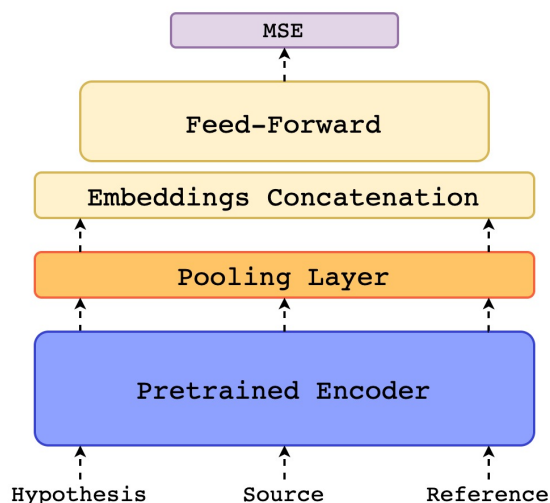 MSE
Feed-Forward
Embeddings Concatenation
Pooling Layer
Pretrained Encoder
Hypothesis Source Reference